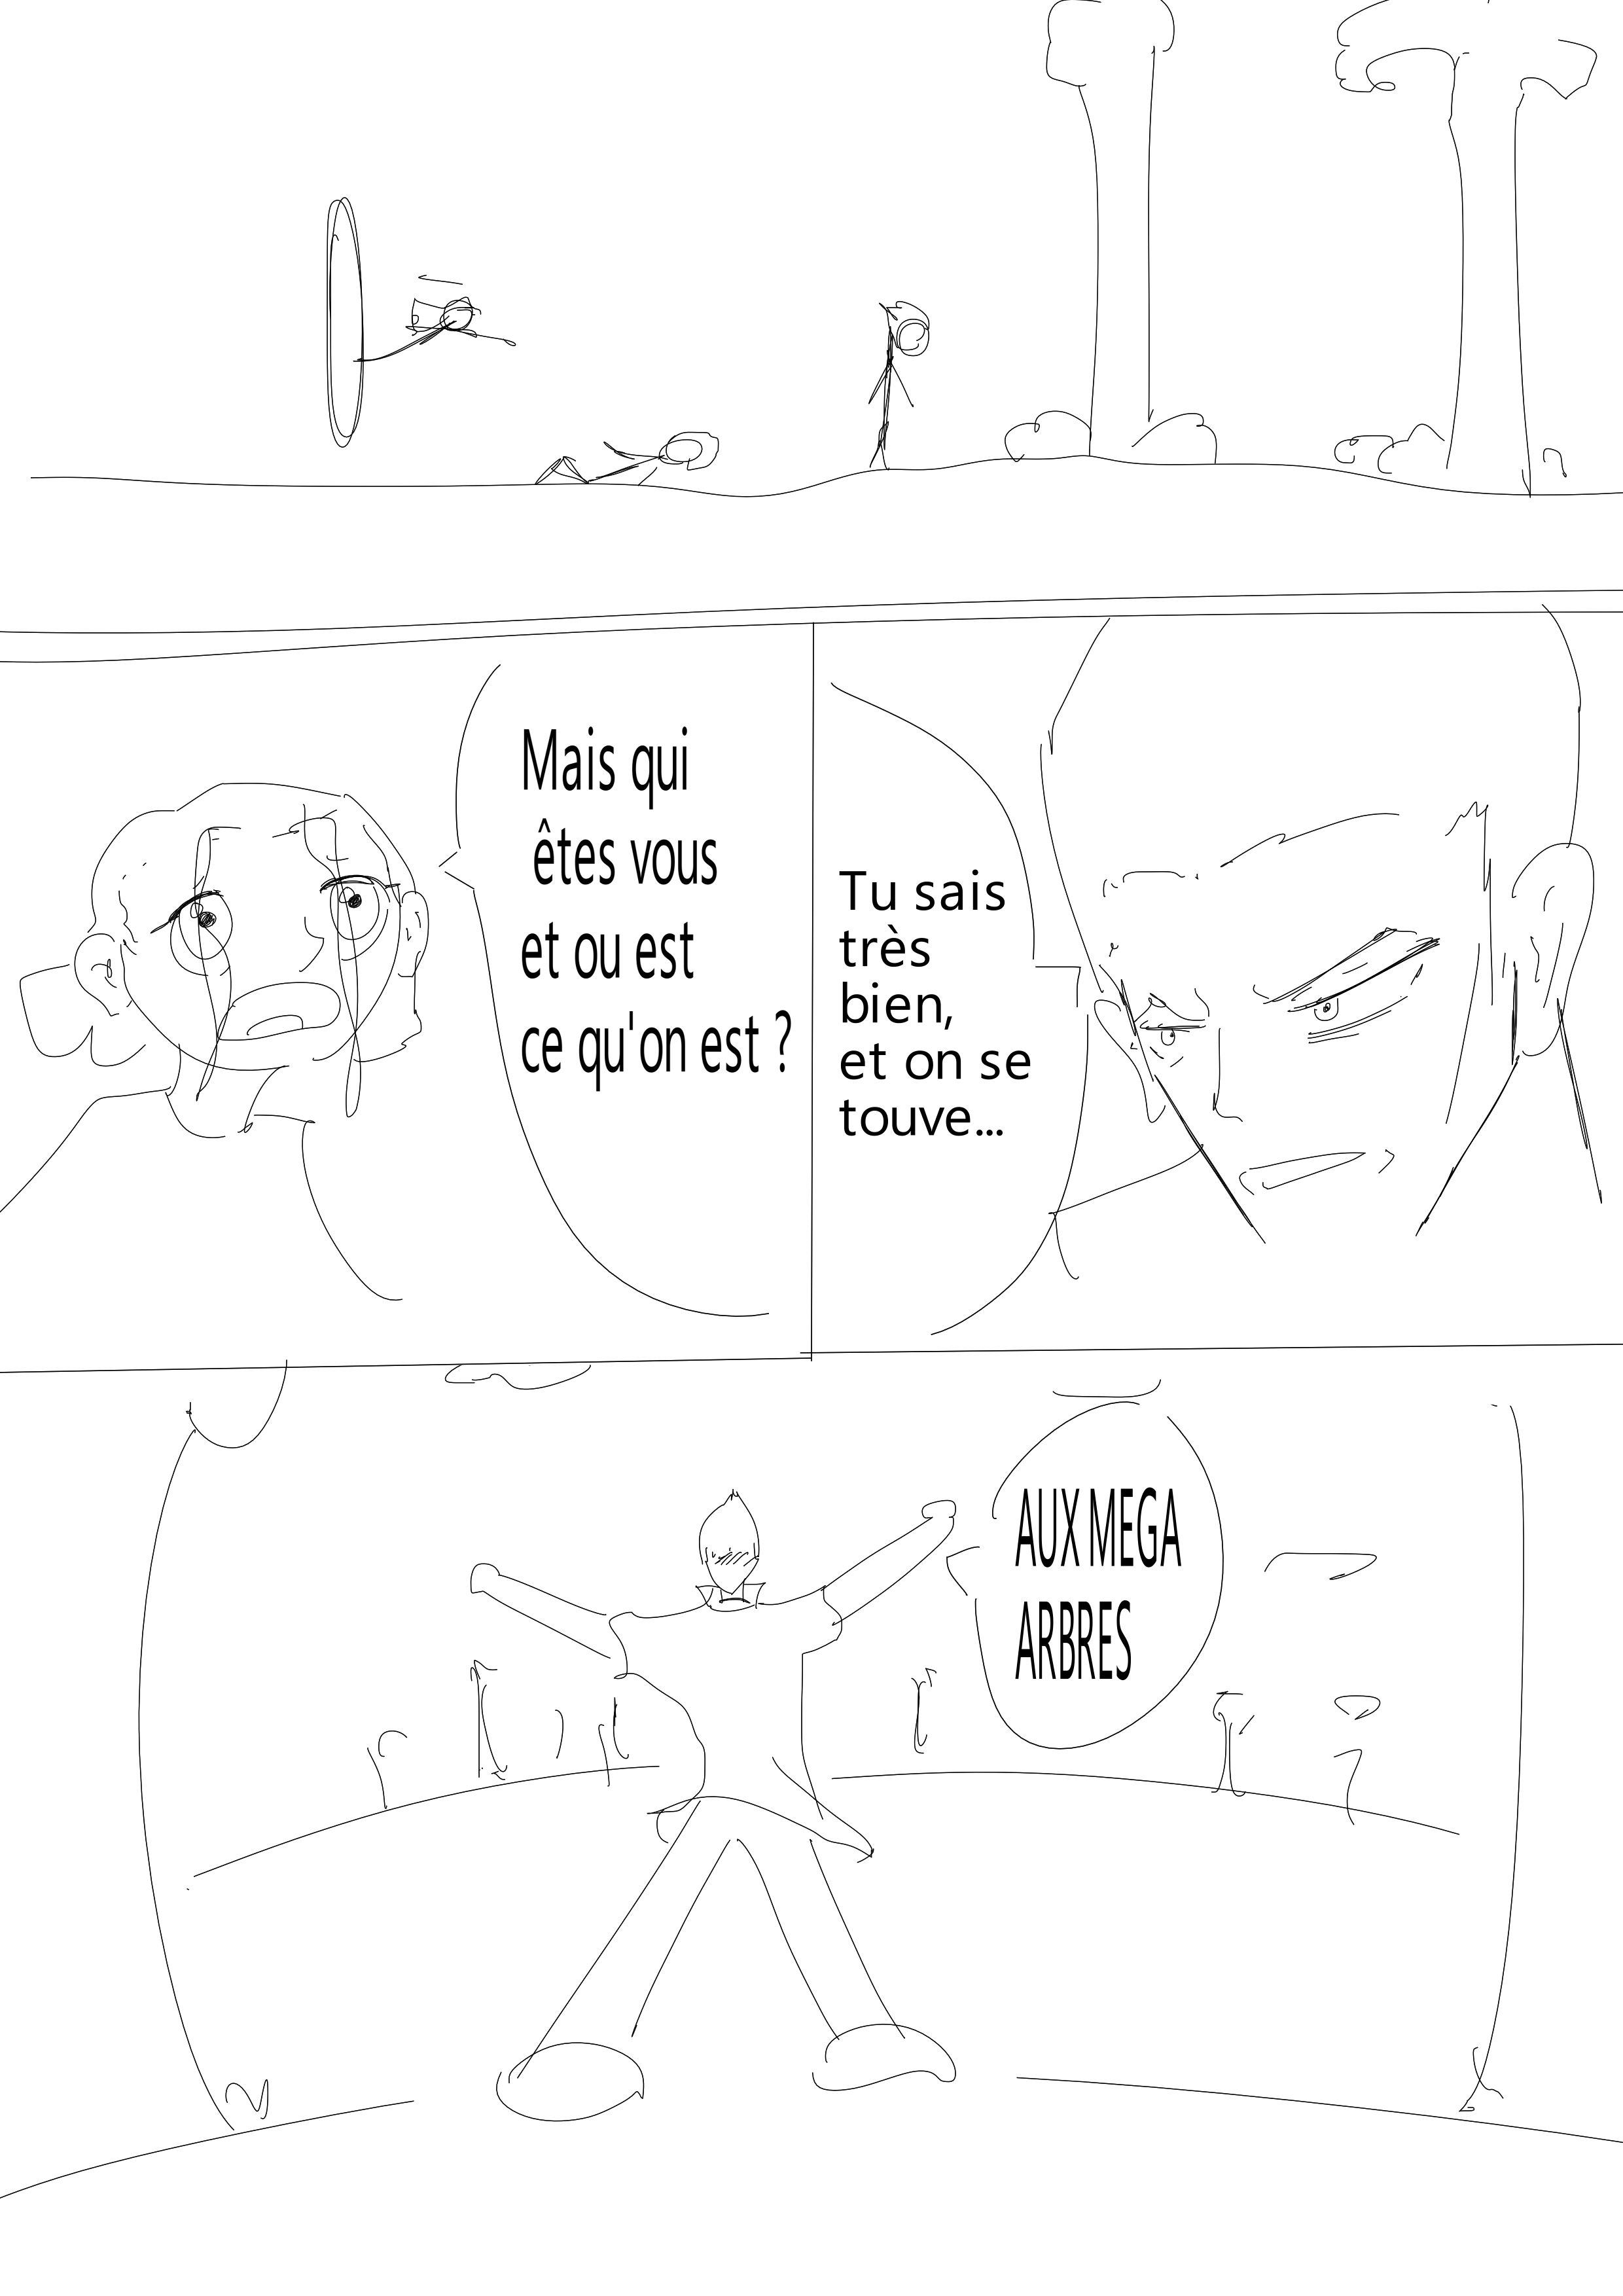 Mais qui
êtes vous
et ou est
ce qu'on est ?
Tu sais
très
bien,
et on se
touve...
AUX MEGA
ARBRES